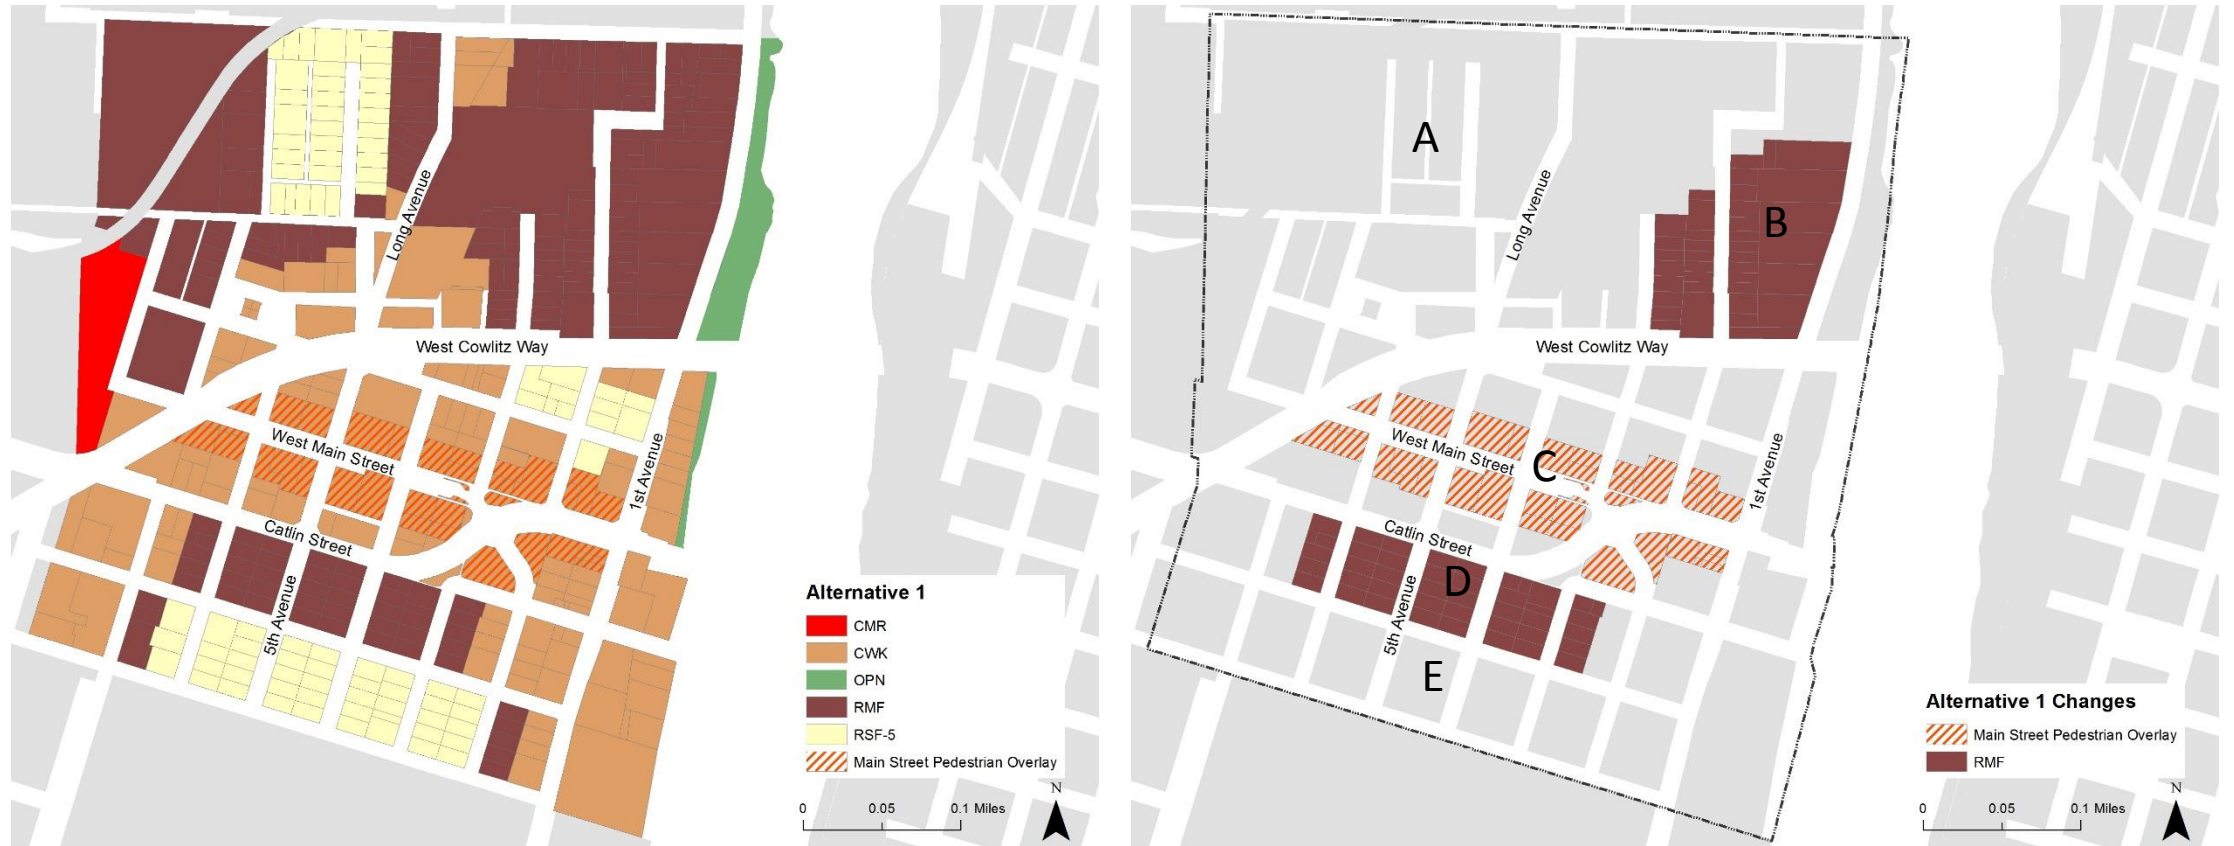 Long Avenue
West Cowlitz Way
West Main Street
1st Avenue
Catlin Street
5th Avenue
Alternative 1
CMR
CWK
OPN
RMF
RSF-5
Main Street Pedestrian Overlay
N
0 0.05 0.1 Miles
A
B
Long Avenue
West Cowlitz Way
West Main Street
C
1st Avenue
Catlin Street
D
5th Avenue
E
Alternative 1 Changes
Main Street Pedestrian Overlay
RMF
N
0 0.05 0.1 Miles